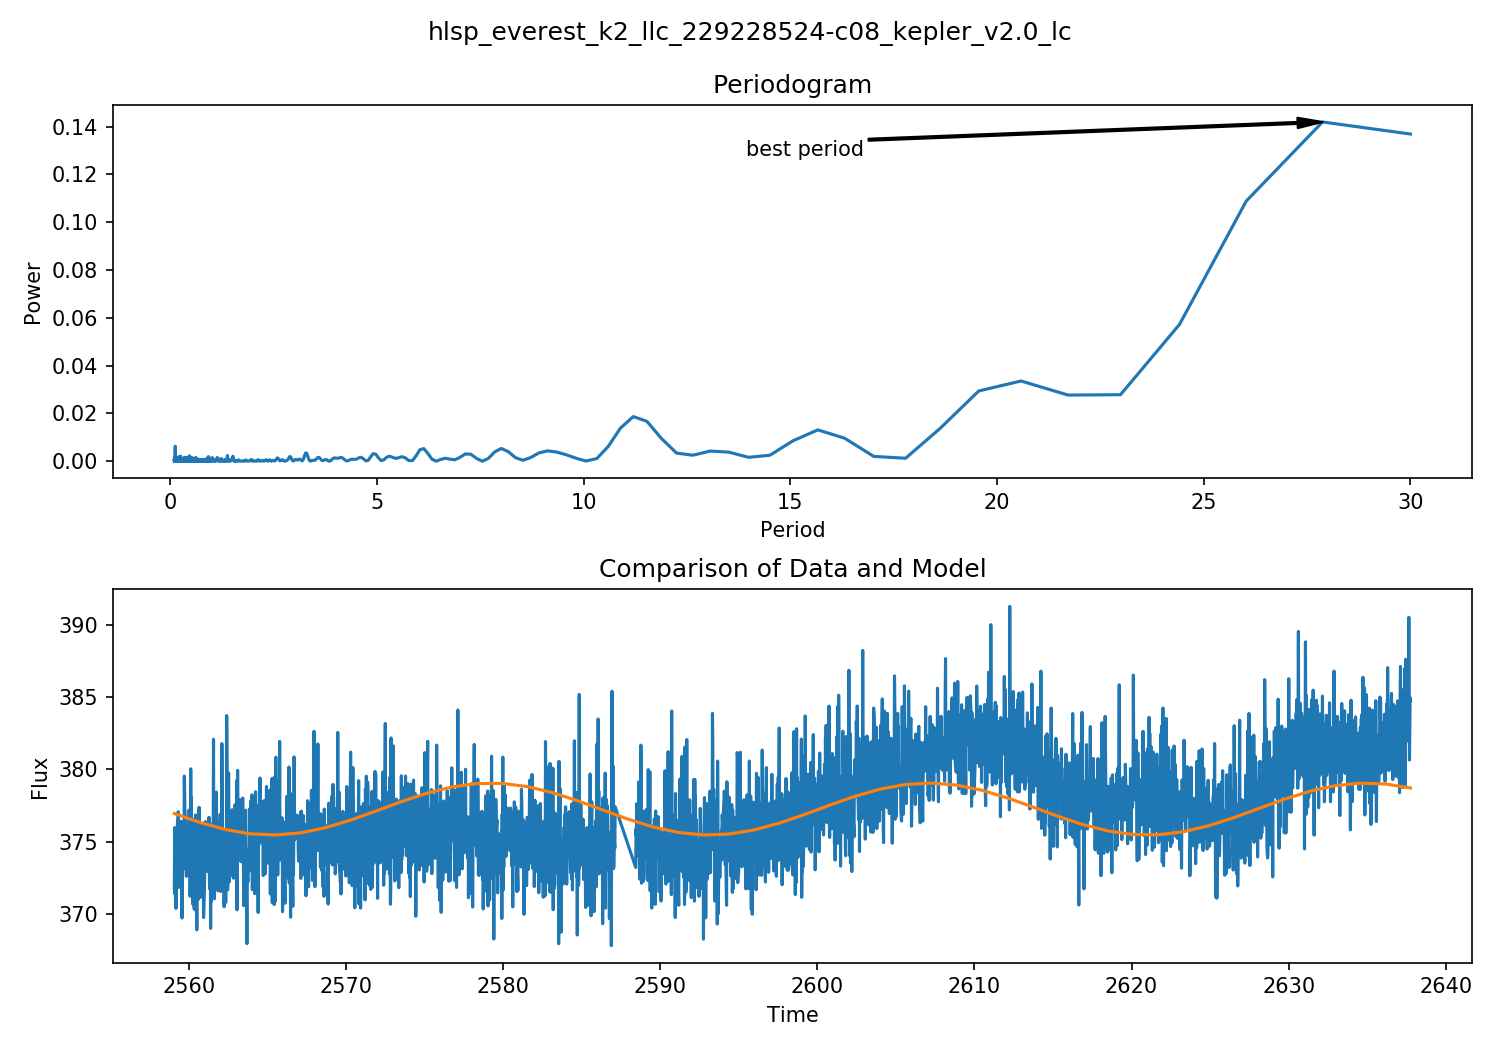 hlsp_everest_k2_llc_229228524-c08_kepler_v2.0_lc
Periodogram
0.14
0.12
0.10
0.08
0.06
0.04
0.02
0.00
Power
best period
0 5 10 15 20 25 30
Period
Comparison of Data and Model
390
385
380
375
370
Flux
2560 2570 2580 2590 2600 2610 2620 2630 2640
Time